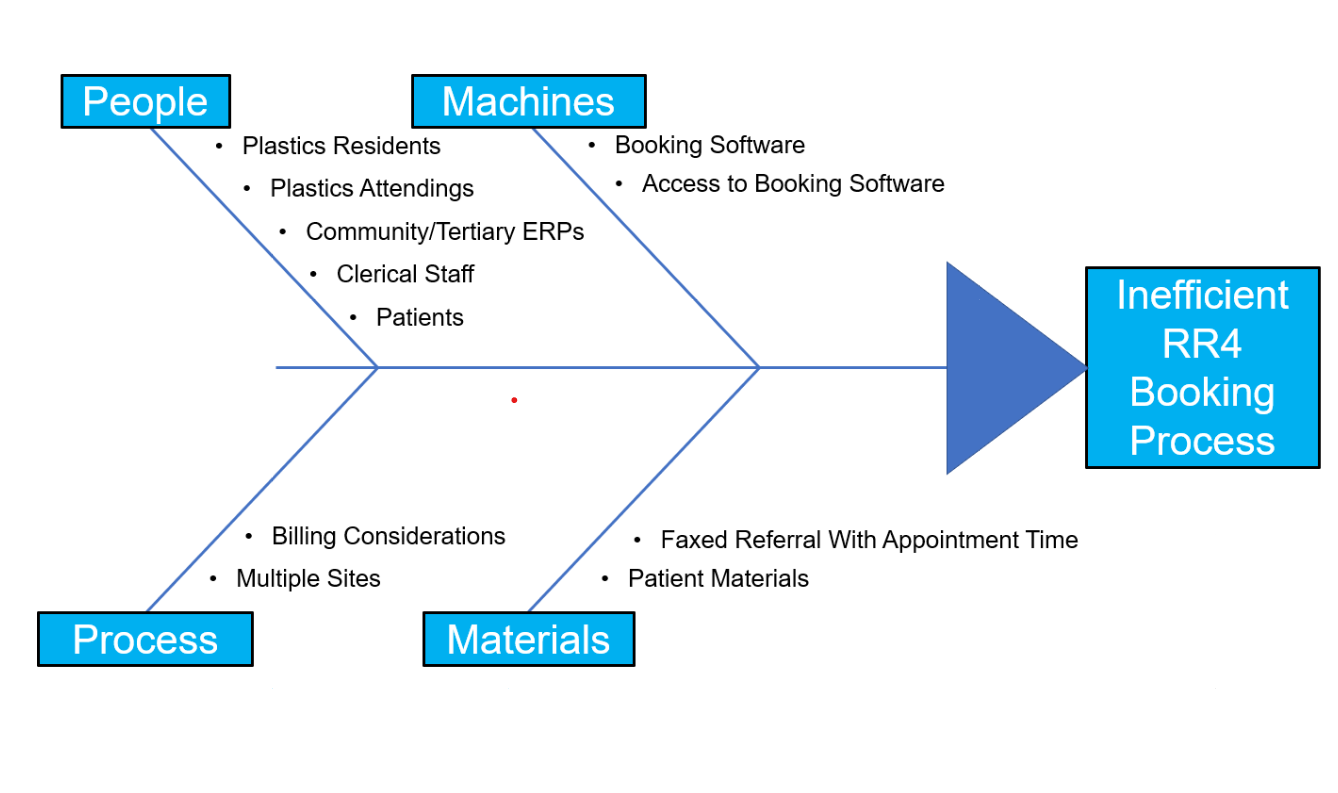 People
Machines
• Plastics Residents
• Plastics Attendings
• Community/Tertiary ERPs
• Clerical Staff
• Patients
• Booking Software
• Access to Booking Software
Inefficient
RR4
Booking
Process
• Billing Considerations
• Multiple Sites
• Faxed Referral With Appointment Time
• Patient Materials
Process
Materials